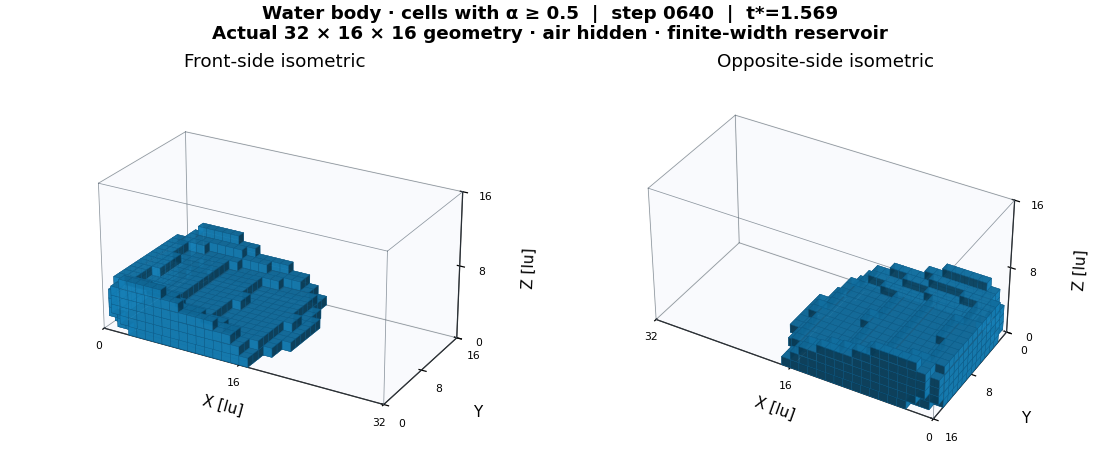 Water body · cells with α ≥ 0.5 | step 0640 | t*=1.569
Actual 32 × 16 × 16 geometry · air hidden · finite-width reservoir
Front-side isometric
Opposite-side isometric
16
8
0
Z [lu]
0
16
32
X [lu]
0
8
16
Y
16
8
0
Z [lu]
32
16
0
X [lu]
0
8
16
Y